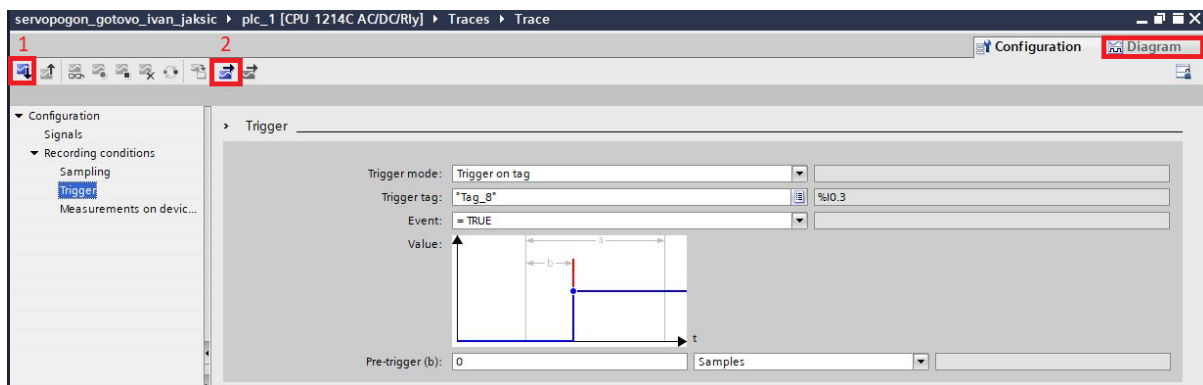 servopogon_gotovo_ivan_jaksic ▸ plc_1 [CPU 1214C AC/DC/Rly] ▸ Traces ▸ Trace
1
2
Configuration
Diagram
Configuration
Signals
Recording conditions
Sampling
Trigger
Measurements on devic...
Trigger
Trigger mode: Trigger on tag
Trigger tag: "Tag_8" %I0.3
Event: = TRUE
Value:
a
b
t
Pre-trigger (b): 0 Samples